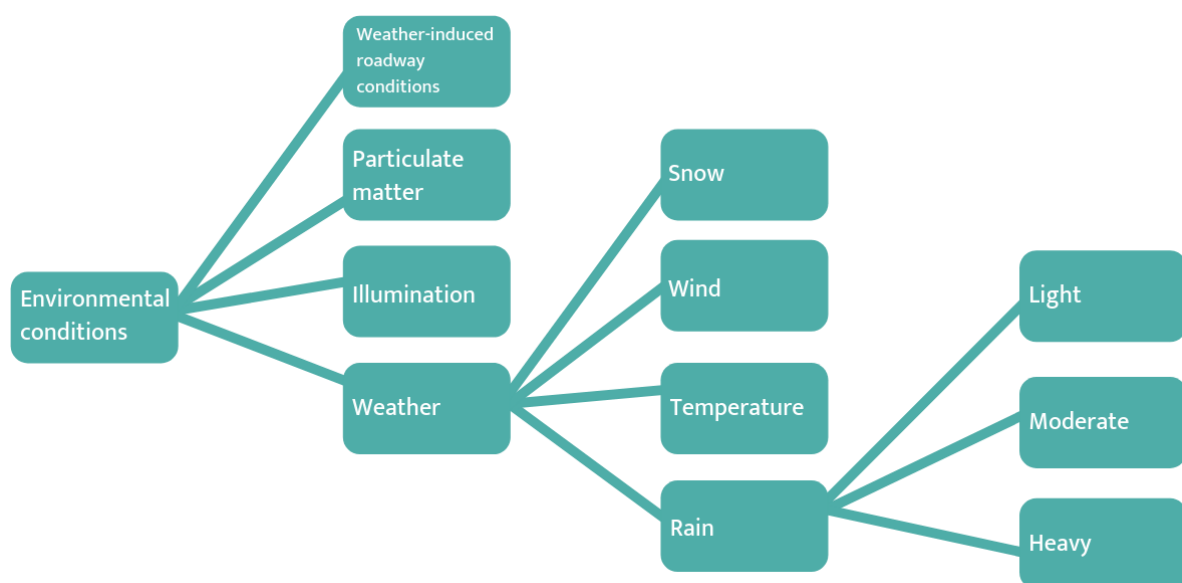 Weather-induced
roadway
conditions
Particulate
matter
Snow
Wind
Environmental
conditions
Illumination
Light
Weather
Temperature
Moderate
Rain
Heavy